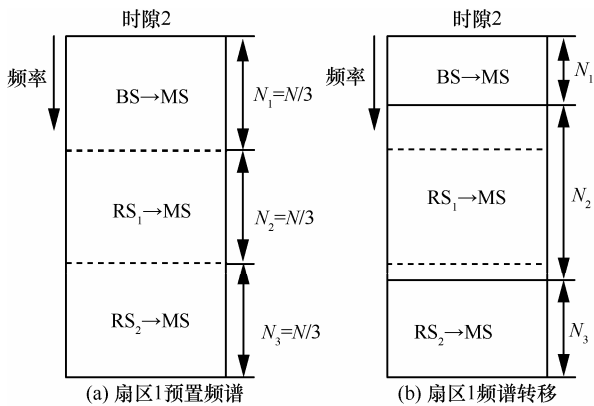 时隙2
频率
BS→MS
N₁=N/3
RS₁→MS
N₂=N/3
RS₂→MS
N₃=N/3
(a) 扇区1预置频谱
时隙2
频率
BS→MS
N₁
RS₁→MS
N₂
RS₂→MS
N₃
(b) 扇区1频谱转移